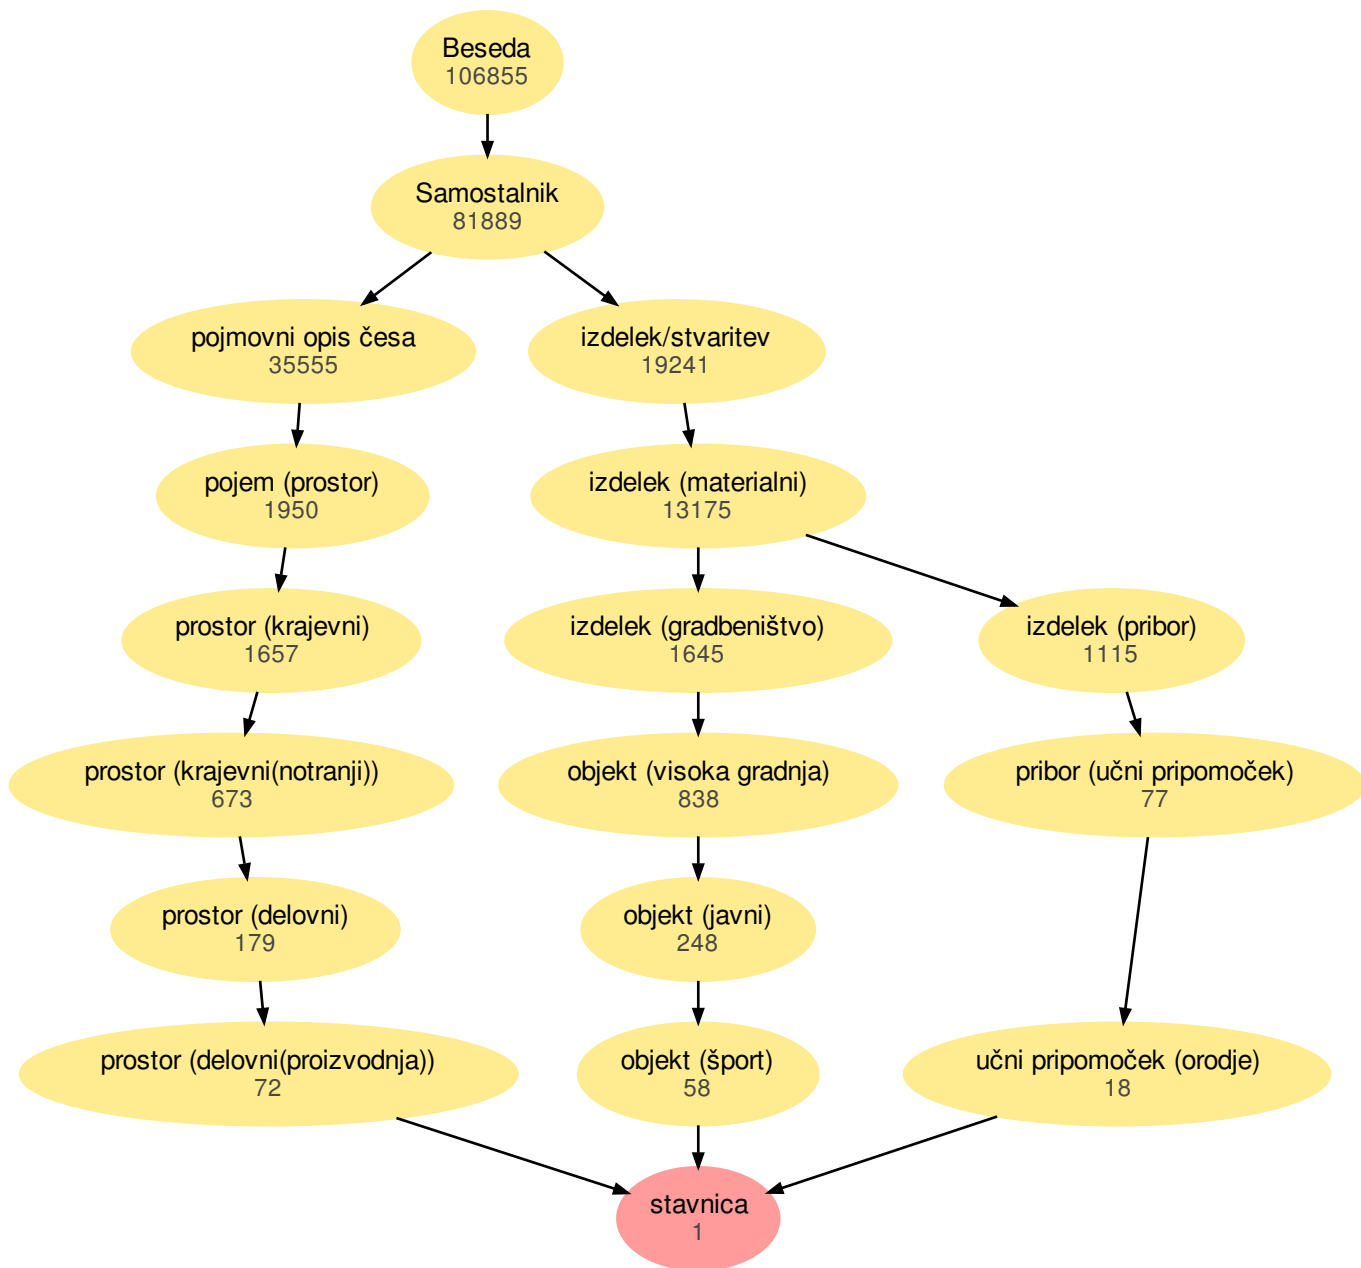 Beseda
106855
Samostalnik
81889
pojmovni opis česa
35555
izdelek/stvaritev
19241
pojem (prostor)
1950
izdelek (materialni)
13175
prostor (krajevni)
1657
izdelek (gradbeništvo)
1645
izdelek (pribor)
1115
prostor (krajevni(notranji))
673
objekt (visoka gradnja)
838
pribor (učni pripomoček)
77
prostor (delovni)
179
objekt (javni)
248
prostor (delovni(proizvodnja))
72
objekt (šport)
58
učni pripomoček (orodje)
18
stavnica
1